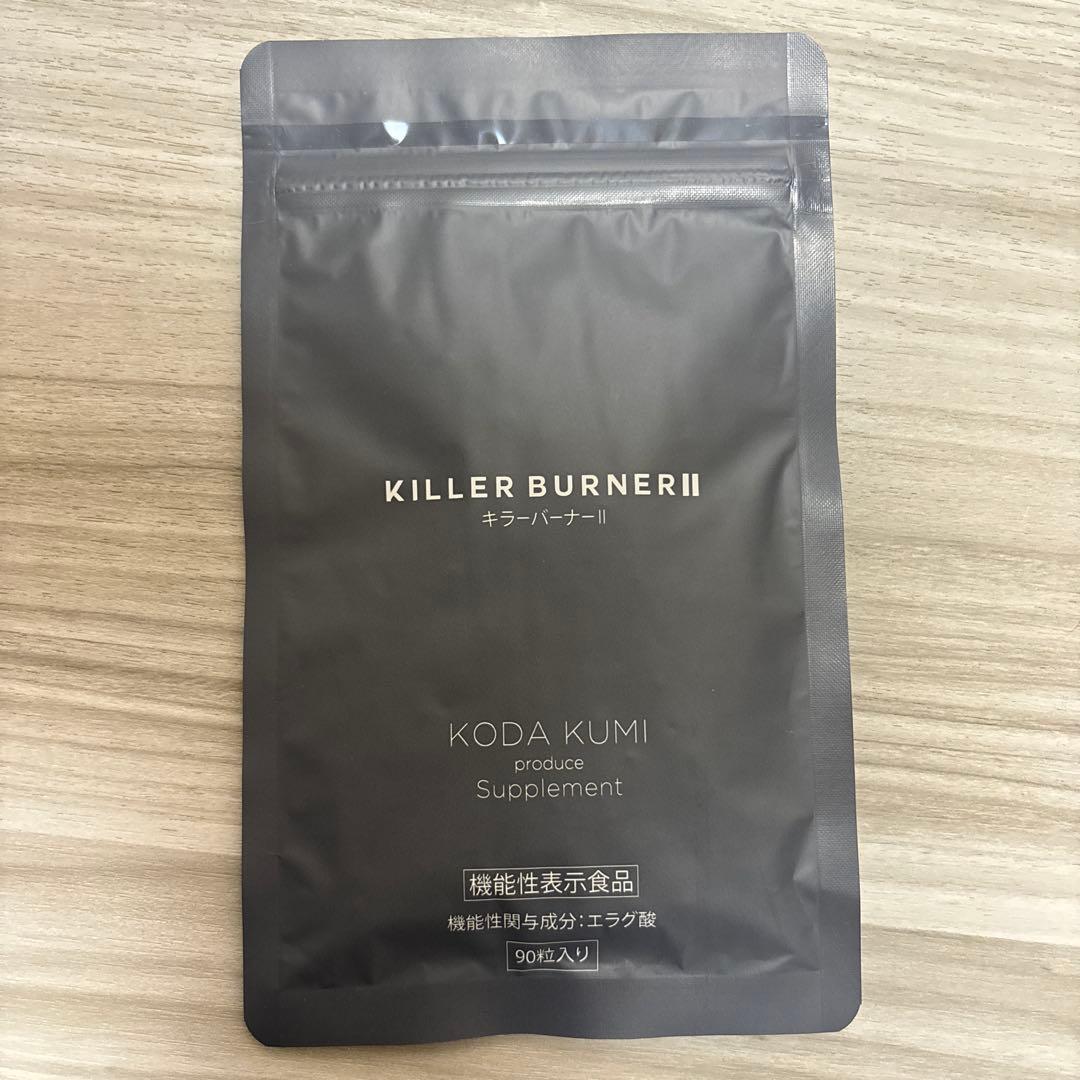 KILLER BURNERⅡ
キラーバーナーⅡ
KODA KUMI
produce
Supplement
機能性表示食品
機能性関与成分：エラグ酸
90粒入り